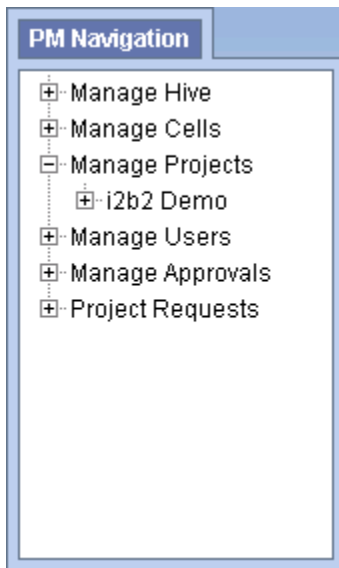 PM Navigation
Manage Hive
Manage Cells
Manage Projects
i2b2 Demo
Manage Users
Manage Approvals
Project Requests